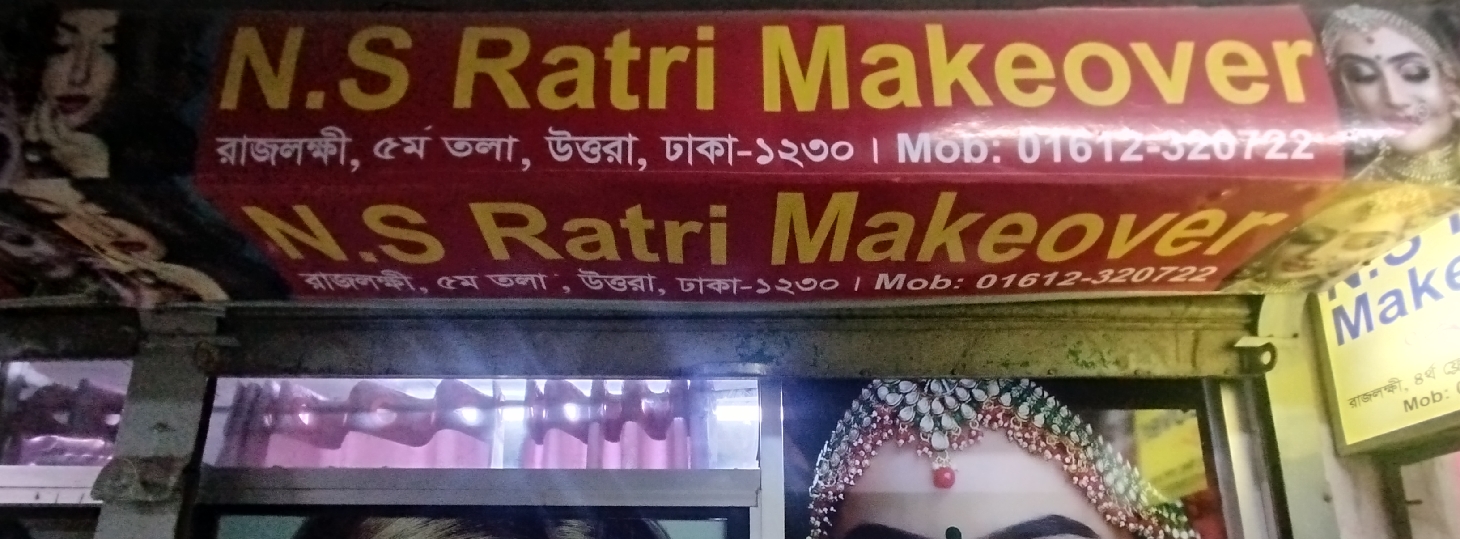 N.S Ratri Makeover
রাজলক্ষী, ৫ম তলা, উত্তরা, ঢাকা-১২৩০। Mob: 01612-320722
N.S Ratri Makeover
রাজলক্ষী, ৫ম তলা, উত্তরা, ঢাকা-১২৩০। Mob: 01612-320722
N.S
Make
রাজলক্ষী, ৪র্থ
Mob: